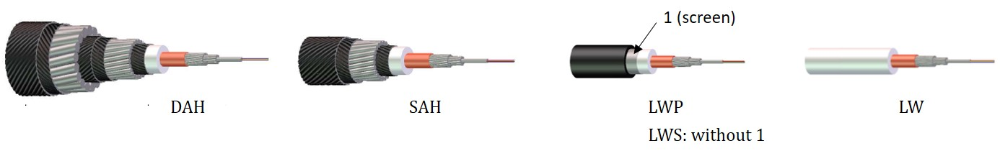 1 (screen)
DAH
SAH
LWP
LW
LWS: without 1